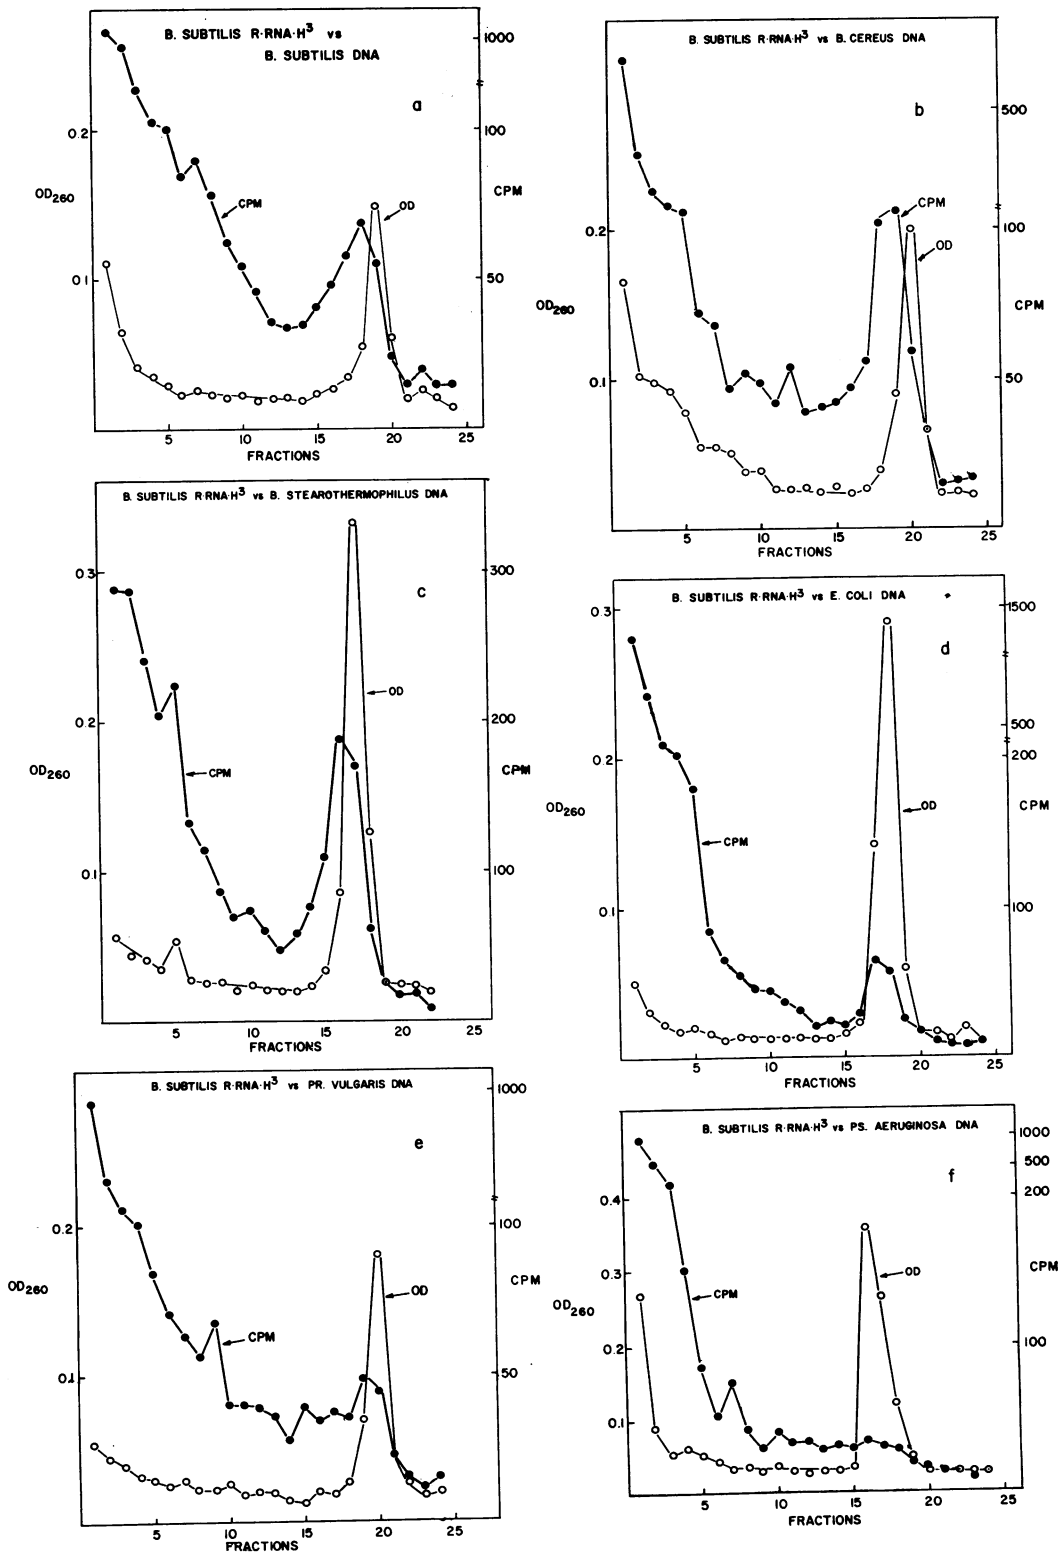 B. SUBTILIS R·RNA·H³ vs
B. SUBTILIS DNA
a
1000
100
50
0.2
0.1
OD260
CPM
CPM
OD
5 10 15 20 25
FRACTIONS
B. SUBTILIS R·RNA·H³ vs B. CEREUS DNA
b
500
100
50
0.2
0.1
OD260
CPM
CPM
OD
5 10 15 20 25
FRACTIONS
B. SUBTILIS R·RNA·H³ vs B. STEAROTHERMOPHILUS DNA
c
300
200
100
0.3
0.2
0.1
OD260
CPM
OD
CPM
5 10 15 20 25
FRACTIONS
B. SUBTILIS R·RNA·H³ vs E. COLI DNA
d
1500
500
200
100
0.3
0.2
0.1
OD260
CPM
OD
CPM
5 10 15 20 25
FRACTIONS
B. SUBTILIS R·RNA·H³ vs PR. VULGARIS DNA
e
1000
100
50
0.2
0.1
OD260
CPM
OD
CPM
5 10 15 20 25
FRACTIONS
B. SUBTILIS R·RNA·H³ vs PS. AERUGINOSA DNA
f
1000
500
200
100
0.4
0.3
0.2
0.1
OD260
CPM
OD
CPM
5 10 15 20 25
FRACTIONS